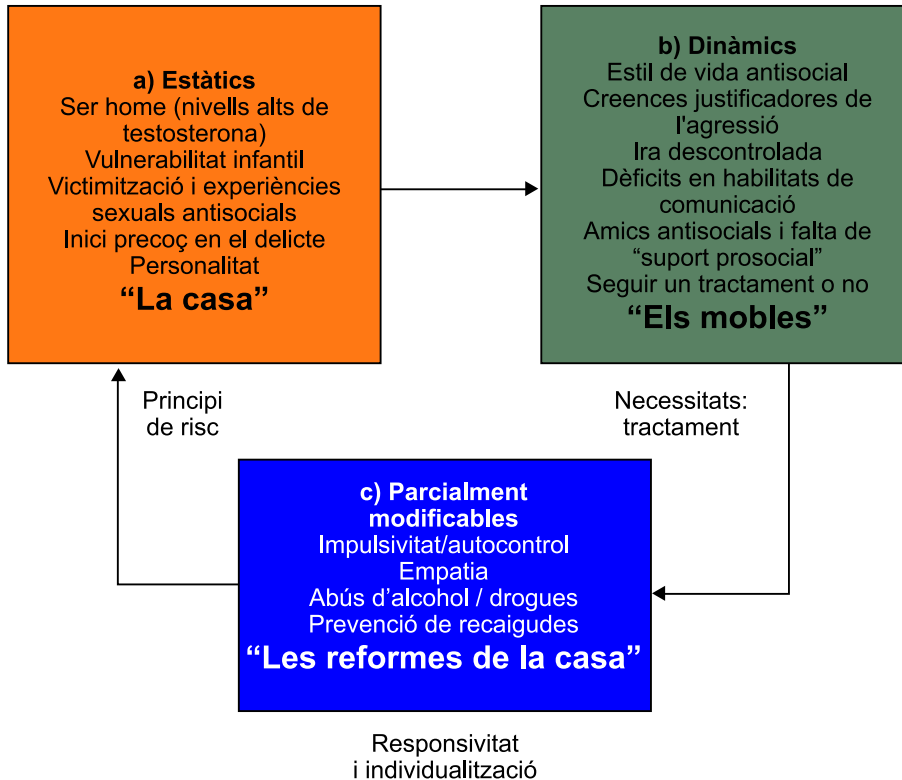 a) Estàtics
Ser home (nivells alts de
testosterona)
Vulnerabilitat infantil
Victimització i experiències
sexuals antisocials
Inici precoç en el delicte
Personalitat
“La casa”
b) Dinàmics
Estil de vida antisocial
Creences justificadores de
l'agressió
Ira descontrolada
Dèficits en habilitats de
comunicació
Amics antisocials i falta de
“suport prosocial”
Seguir un tractament o no
“Els mobles”
Principi
de risc
Necessitats:
tractament
c) Parcialment
modificables
Impulsivitat/autocontrol
Empatia
Abús d’alcohol / drogues
Prevenció de recaigudes
“Les reformes de la casa”
Responsivitat
i individualització